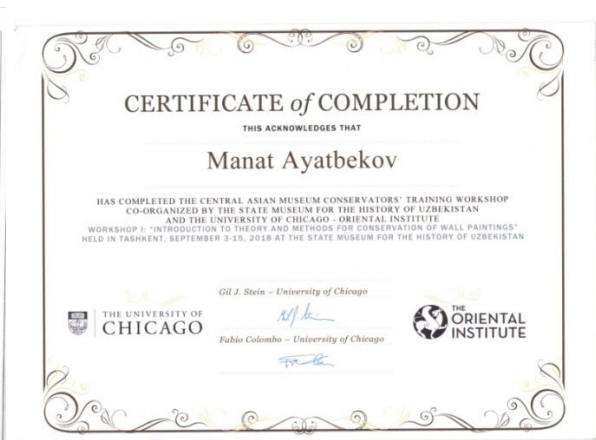 CERTIFICATE of COMPLETION
THIS ACKNOWLEDGES THAT
Manat Ayatbekov
HAS COMPLETED THE CENTRAL ASIAN MUSEUM CONSERVATORS' TRAINING WORKSHOP
CO-ORGANIZED BY THE STATE MUSEUM FOR THE HISTORY OF UZBEKISTAN
AND THE UNIVERSITY OF CHICAGO - ORIENTAL INSTITUTE
WORKSHOP I: "INTRODUCTION TO THEORY AND METHODS FOR CONSERVATION OF WALL PAINTINGS"
HELD IN TASHKENT, SEPTEMBER 3-15, 2018 AT THE STATE MUSEUM FOR THE HISTORY OF UZBEKISTAN
Gil J. Stein – University of Chicago
Fabio Colombo – University of Chicago
THE UNIVERSITY OF
CHICAGO
THE
ORIENTAL
INSTITUTE